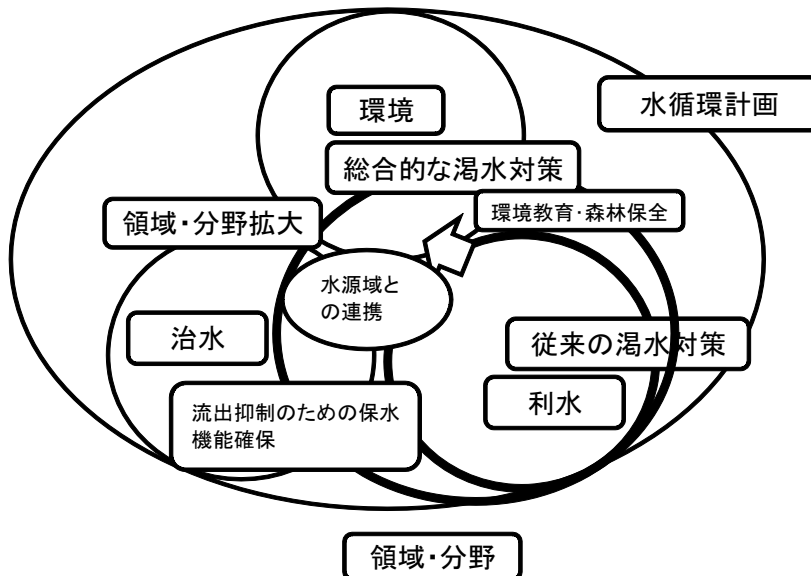 環境
水循環計画
総合的な渇水対策
領域・分野拡大
環境教育・森林保全
水源域と
の連携
治水
従来の渇水対策
流出抑制のための保水
機能確保
利水
領域・分野